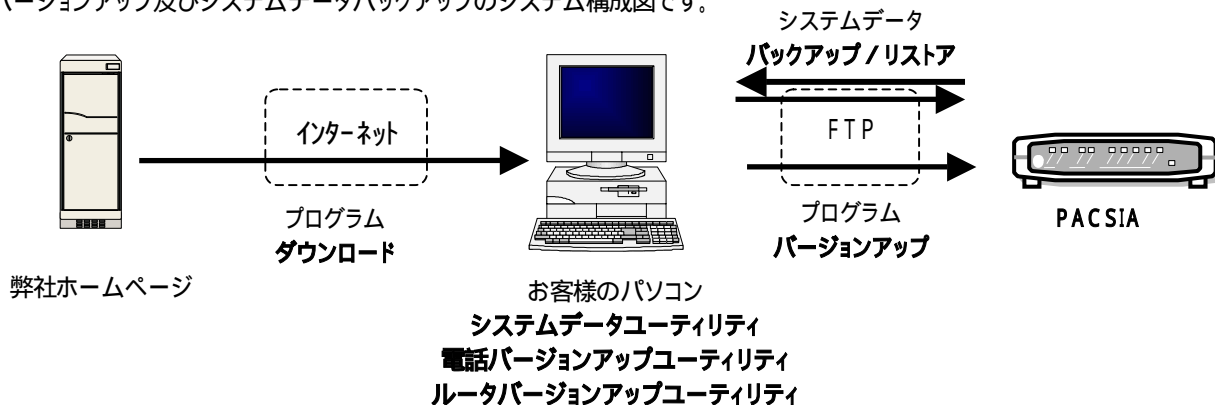 バージョンアップ及びシステムデータバックアップのシステム構成図です。
システムデータ
バックアップ / リストア
インターネット
FTP
プログラム
ダウンロード
プログラム
バージョンアップ
PACSIA
弊社ホームページ
お客様のパソコン
システムデータユーティリティ
電話バージョンアップユーティリティ
ルータバージョンアップユーティリティ